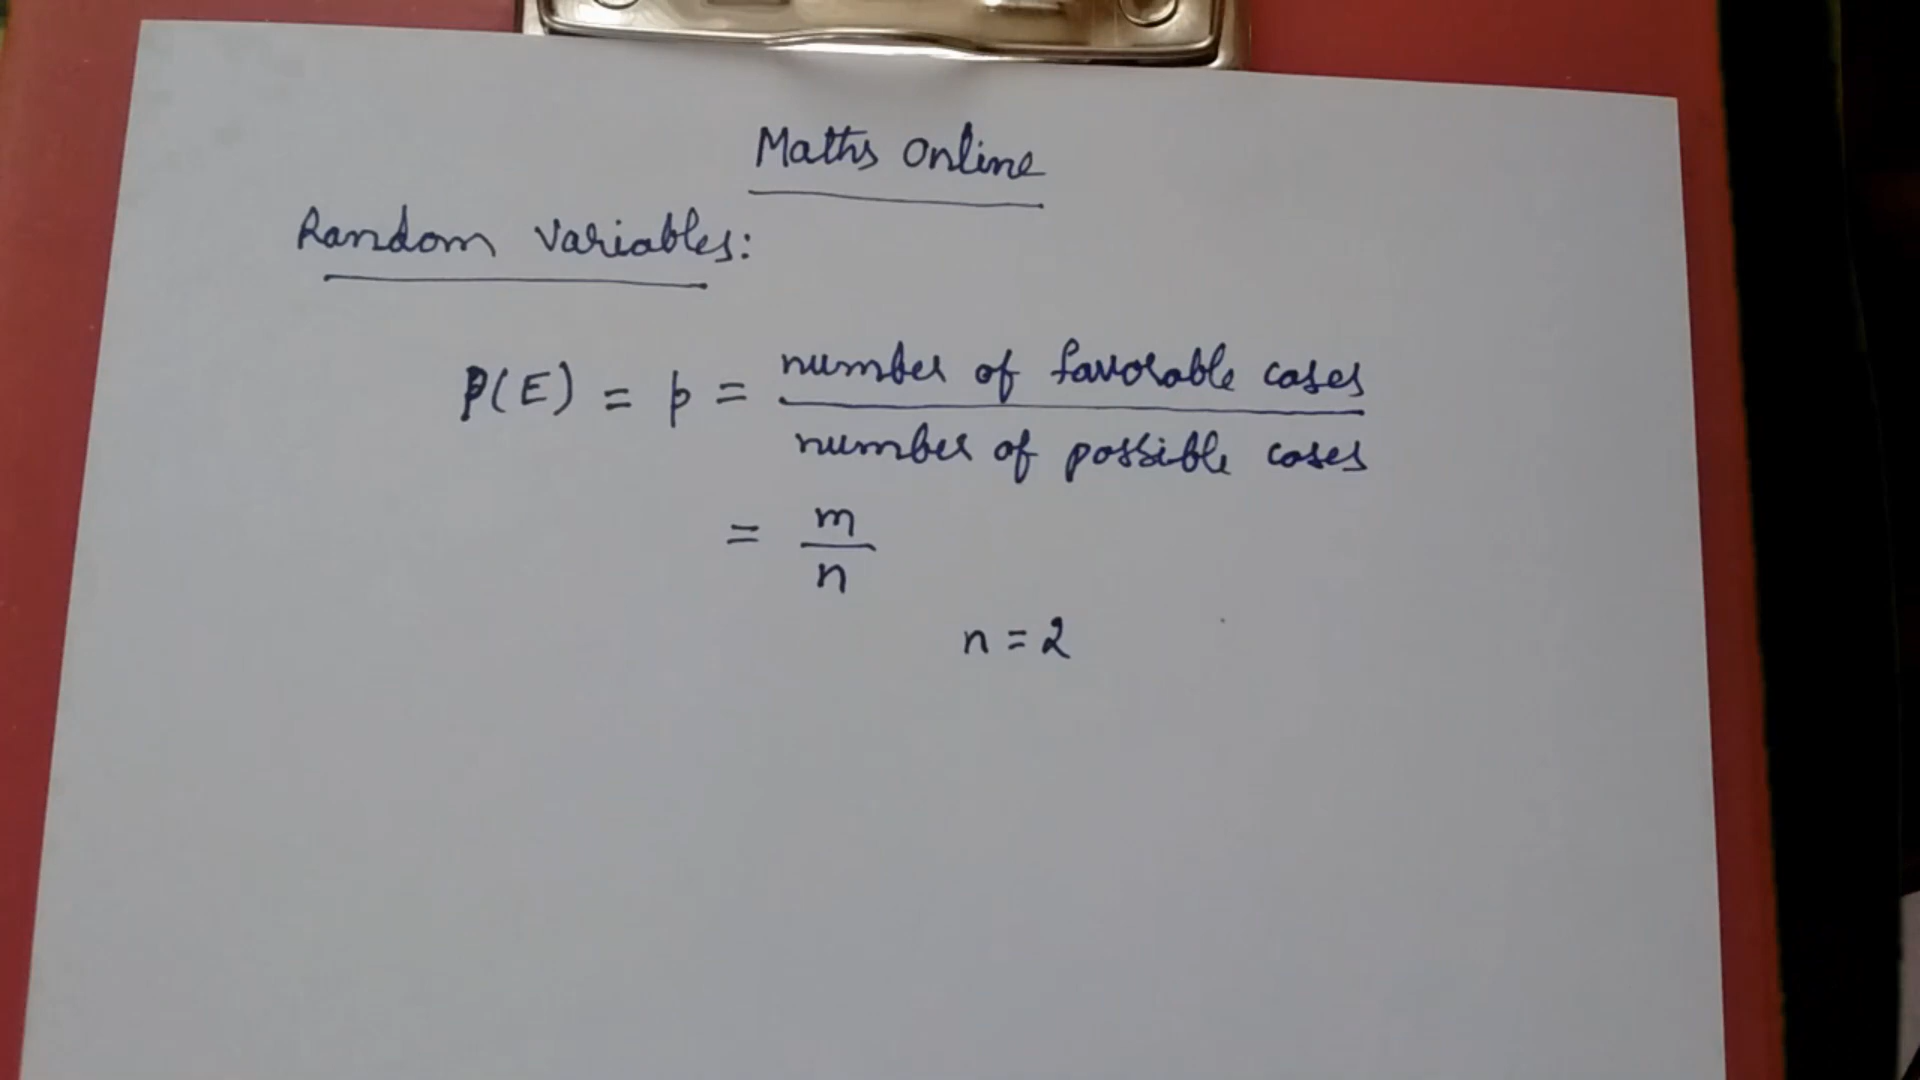 Maths Online
Random Variables:
P(E) = p = number of favorable cases / number of possible cases
= m / n
n = 2